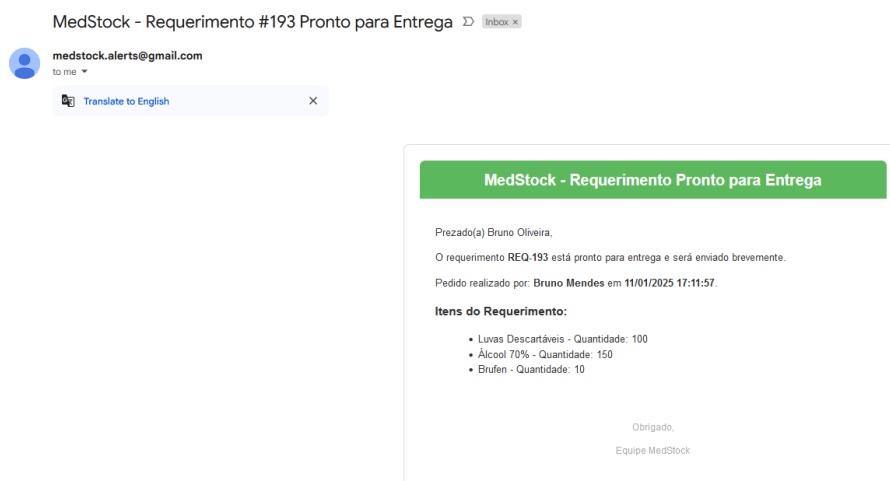 MedStock - Requerimento #193 Pronto para Entrega Inbox ×
medstock.alerts@gmail.com
to me
Translate to English
MedStock - Requerimento Pronto para Entrega
Prezado(a) Bruno Oliveira,
O requerimento REQ-193 está pronto para entrega e será enviado brevemente.
Pedido realizado por: Bruno Mendes em 11/01/2025 17:11:57.
Itens do Requerimento:
• Luvas Descartáveis - Quantidade: 100
• Álcool 70% - Quantidade: 150
• Brufen - Quantidade: 10
Obrigado,
Equipe MedStock